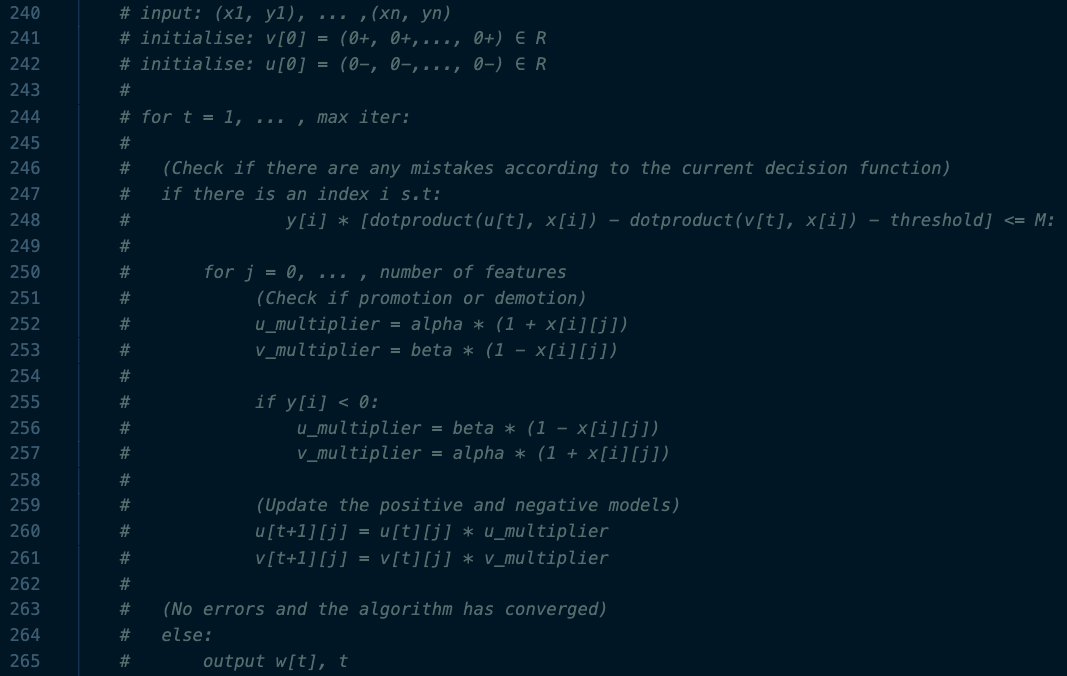 240 # input: (x1, y1), ... ,(xn, yn)
241 # initialise: v[0] = (0+, 0+,..., 0+) ∈ R
242 # initialise: u[0] = (0-, 0-,..., 0-) ∈ R
243 #
244 # for t = 1, ... , max iter:
245 #
246 #   (Check if there are any mistakes according to the current decision function)
247 #   if there is an index i s.t:
248 #               y[i] * [dotproduct(u[t], x[i]) - dotproduct(v[t], x[i]) - threshold] <= M:
249 #
250 #       for j = 0, ... , number of features
251 #            (Check if promotion or demotion)
252 #            u_multiplier = alpha * (1 + x[i][j])
253 #            v_multiplier = beta * (1 - x[i][j])
254 #
255 #            if y[i] < 0:
256 #                u_multiplier = beta * (1 - x[i][j])
257 #                v_multiplier = alpha * (1 + x[i][j])
258 #
259 #            (Update the positive and negative models)
260 #            u[t+1][j] = u[t][j] * u_multiplier
261 #            v[t+1][j] = v[t][j] * v_multiplier
262 #
263 #   (No errors and the algorithm has converged)
264 #   else:
265 #       output w[t], t